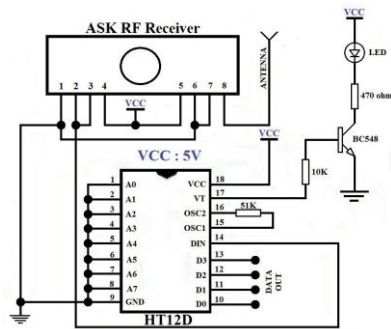 ASK RF Receiver
VCC
LED
470 ohm
BC548
10K
1 2 3 4 5 6 7 8
VCC
ANTENNA
VCC
VCC : 5V
1 A0 VCC 18
2 A1 VT 17
3 A2 OSC2 16 51K
4 A3 OSC1 15
5 A4 DIN 14
6 A5 D3 13
7 A6 D2 12
8 A7 D1 11
9 GND D0 10
DATA OUT
HT12D